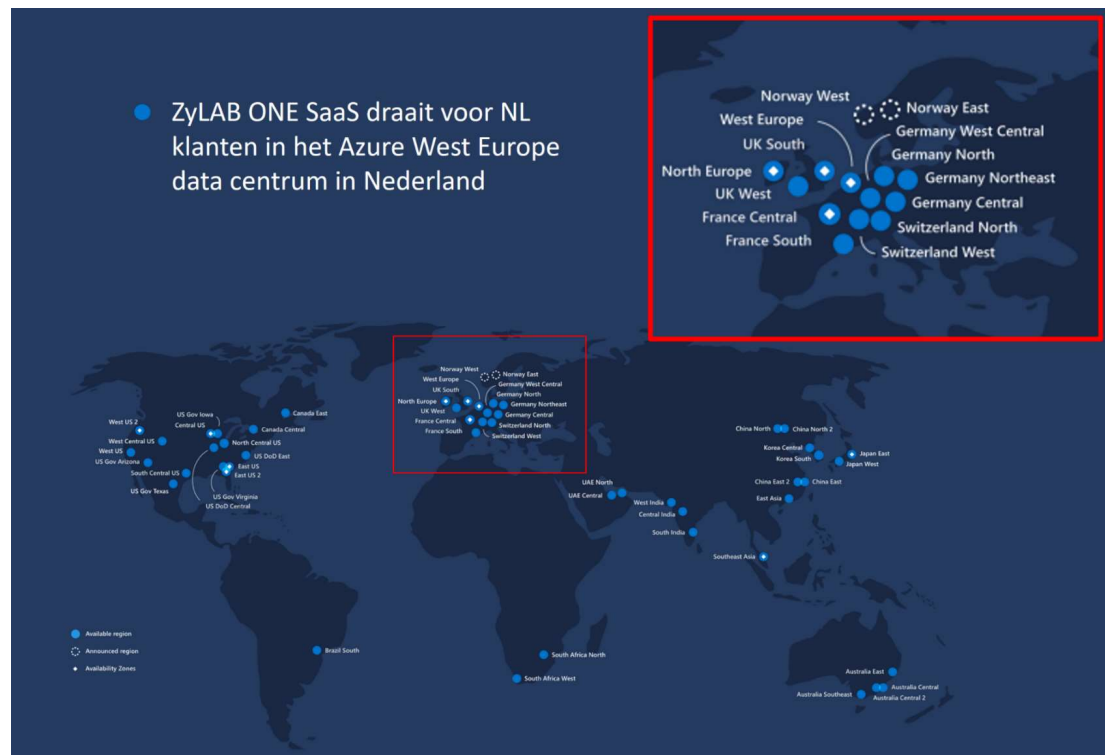 ZyLAB ONE SaaS draait voor NL
klanten in het Azure West Europe
data centrum in Nederland
Norway West
Norway East
West Europe
Germany West Central
UK South
Germany North
North Europe
Germany Northeast
UK West
Germany Central
France Central
Switzerland North
France South
Switzerland West
Norway West
Norway East
West Europe
Germany West Central
UK South
Germany North
North Europe
Germany Northeast
UK West
Germany Central
France Central
Switzerland North
France South
Switzerland West
Canada East
US Gov Iowa
West US 2
Central US
Canada Central
West Central US
North Central US
West US
US DoD East
US Gov Arizona
East US
South Central US
East US 2
US Gov Texas
US Gov Virginia
US DoD Central
China North
China North 2
Korea Central
Korea South
Japan East
Japan West
UAE North
China East 2
China East
UAE Central
West India
East Asia
Central India
South India
Southeast Asia
Available region
Announced region
Availability Zones
Brazil South
South Africa North
South Africa West
Australia East
Australia Central
Australia Southeast
Australia Central 2